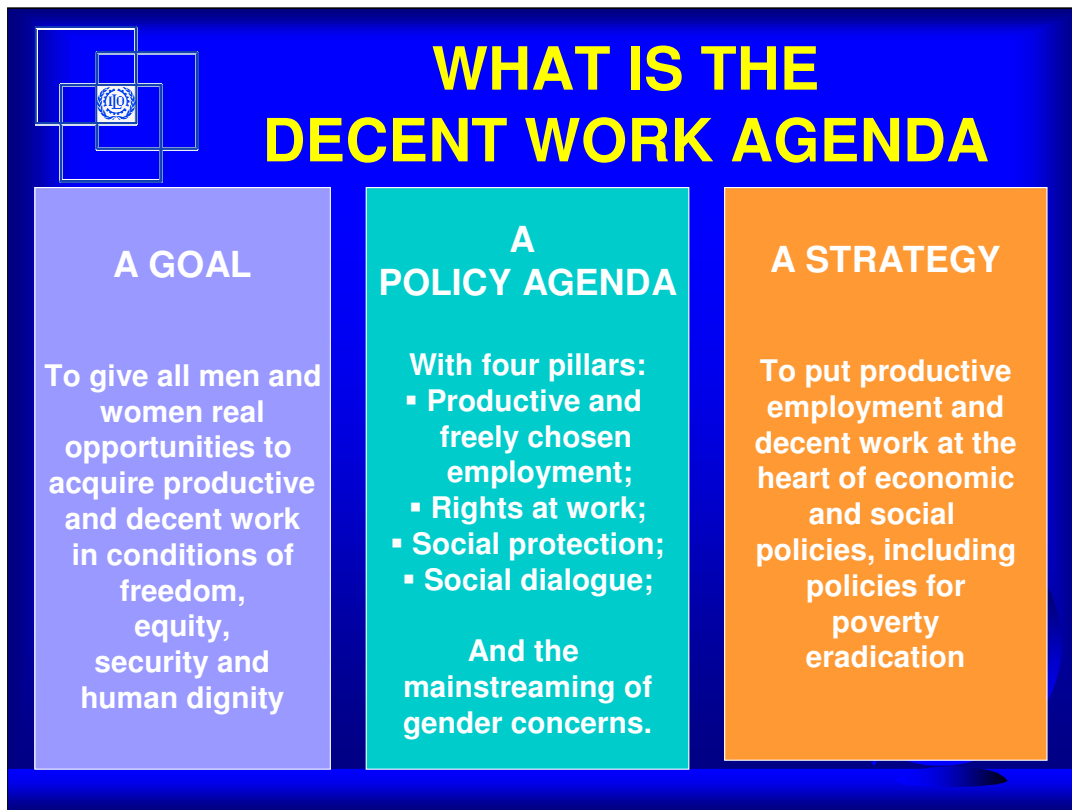 ILO
WHAT IS THE
DECENT WORK AGENDA
A GOAL
To give all men and
women real
opportunities to
acquire productive
and decent work
in conditions of
freedom,
equity,
security and
human dignity
A
POLICY AGENDA
With four pillars:
▪ Productive and
freely chosen
employment;
▪ Rights at work;
▪ Social protection;
▪ Social dialogue;
And the
mainstreaming of
gender concerns.
A STRATEGY
To put productive
employment and
decent work at the
heart of economic
and social
policies, including
policies for
poverty
eradication